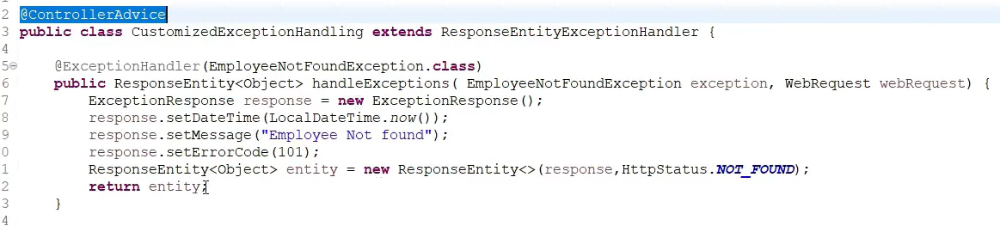 2 @ControllerAdvice
3 public class CustomizedExceptionHandling extends ResponseEntityExceptionHandler {
4
5 @ExceptionHandler(EmployeeNotFoundException.class)
6 public ResponseEntity<Object> handleExceptions( EmployeeNotFoundException exception, WebRequest webRequest) {
7 ExceptionResponse response = new ExceptionResponse();
8 response.setDateTime(LocalDateTime.now());
9 response.setMessage("Employee Not found");
0 response.setErrorCode(101);
1 ResponseEntity<Object> entity = new ResponseEntity<>(response,HttpStatus.NOT_FOUND);
2 return entity;
3 }
4